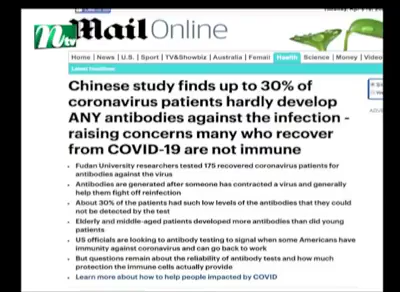 N
tv
Mail Online
Home News U.S. Sport TV&Showbiz Australia Femail Health Science Money Video
Latest Headlines
Chinese study finds up to 30% of
coronavirus patients hardly develop
ANY antibodies against the infection -
raising concerns many who recover
from COVID-19 are not immune
• Fudan University researchers tested 175 recovered coronavirus patients for
antibodies against the virus
• Antibodies are generated after someone has contracted a virus and generally
help them fight off reinfection
• About 30% of the patients had such low levels of the antibodies that they could
not be detected by the test
• Elderly and middle-aged patients developed more antibodies than did young
patients
• US officials are looking to antibody testing to signal when some Americans have
immunity against coronavirus and can go back to work
• But questions remain about the reliability of antibody tests and how much
protection the immune cells actually provide
• Learn more about how to help people impacted by COVID